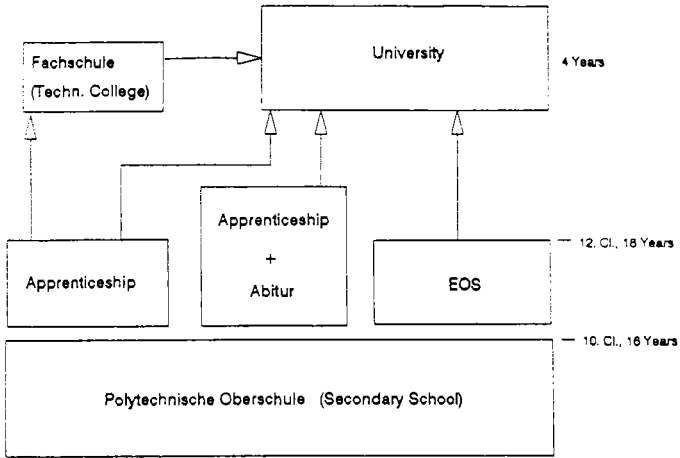 Fachschule
(Techn. College)
University
4 Years
Apprenticeship
Apprenticeship
+
Abitur
EOS
12. Cl., 18 Years
10. Cl., 16 Years
Polytechnische Oberschule (Secondary School)